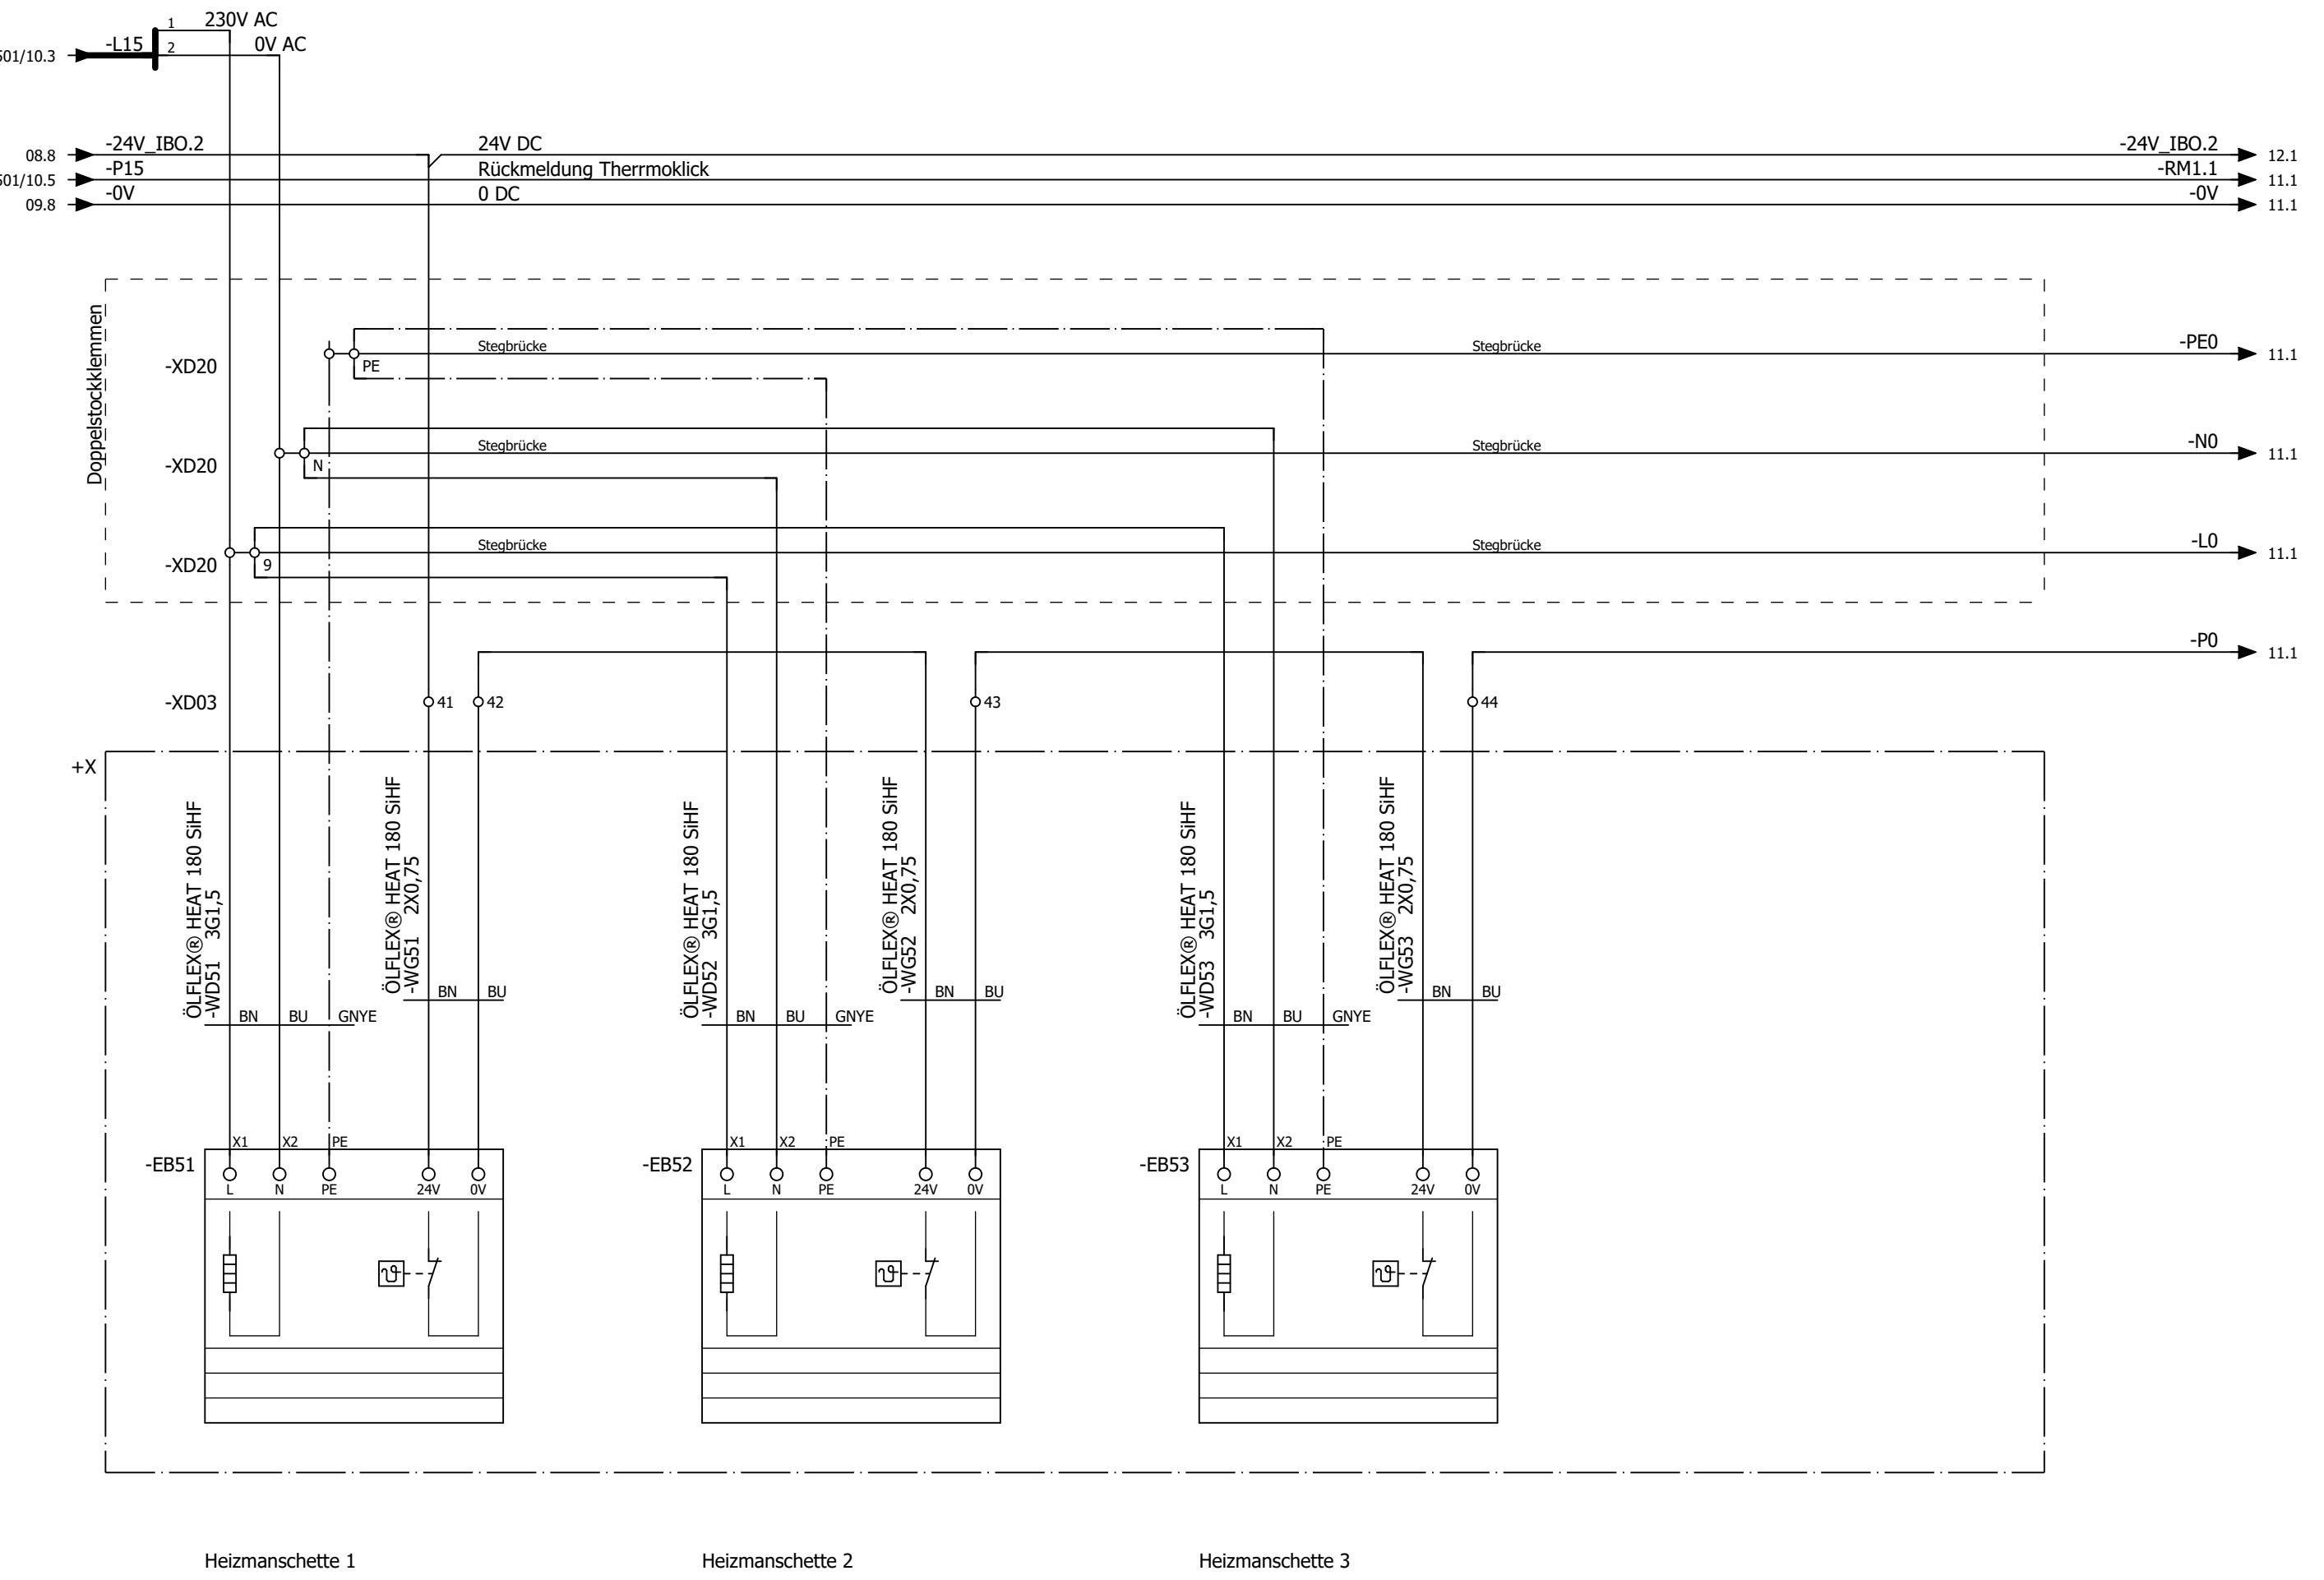 1 230V AC
-L15 2 0V AC
501/10.3
-24V_IBO.2 24V DC -24V_IBO.2
08.8 12.1
-P15 Rückmeldung Therrmoklick -RM1.1
501/10.5 11.1
-0V 0 DC -0V
09.8 11.1
Doppelstockklemmen
Stegbrücke Stegbrücke -PE0
11.1
-XD20 PE
Stegbrücke Stegbrücke -N0
11.1
-XD20 N
Stegbrücke Stegbrücke -L0
11.1
-XD20 9
-P0
11.1
-XD03 41 42 43 44
+X
ÖLFLEX® HEAT 180 SiHF
-WD51 3G1,5
ÖLFLEX® HEAT 180 SiHF
-WG51 2X0,75
ÖLFLEX® HEAT 180 SiHF
-WD52 3G1,5
ÖLFLEX® HEAT 180 SiHF
-WG52 2X0,75
ÖLFLEX® HEAT 180 SiHF
-WD53 3G1,5
ÖLFLEX® HEAT 180 SiHF
-WG53 2X0,75
BN BU BN BU BN BU
BN BU GNYE BN BU GNYE BN BU GNYE
X1 X2 PE X1 X2 PE X1 X2 PE
-EB51 -EB52 -EB53
L N PE 24V 0V L N PE 24V 0V L N PE 24V 0V
ϑ ϑ ϑ
Heizmanschette 1 Heizmanschette 2 Heizmanschette 3